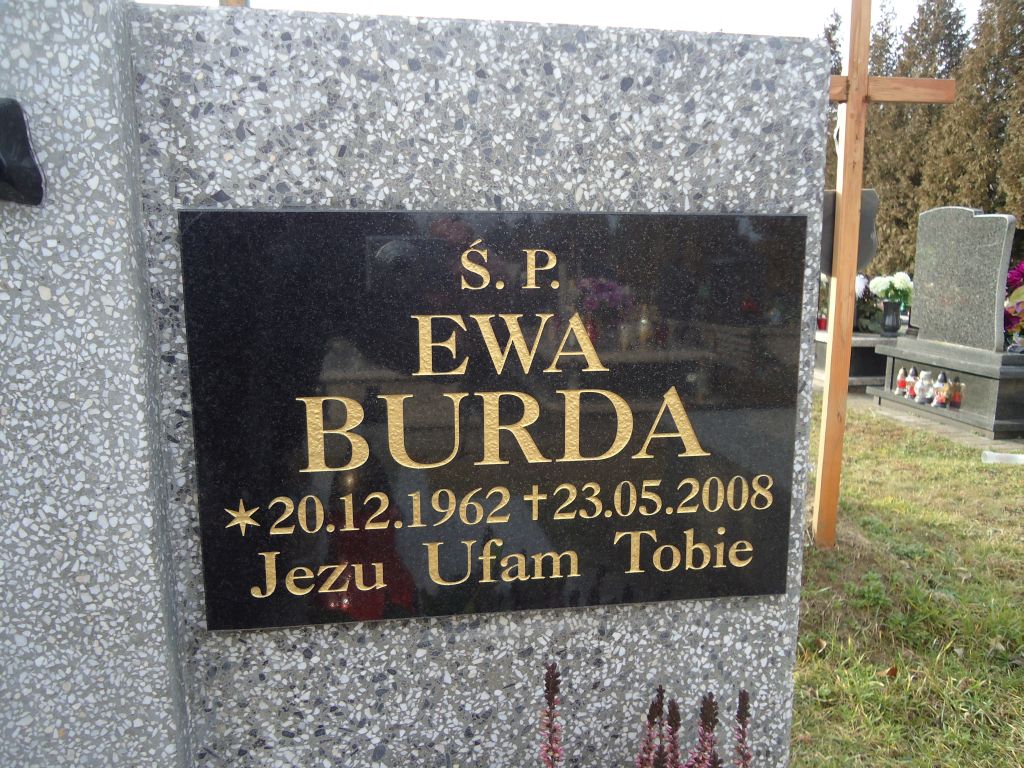 Ś. P.
EWA
BURDA
✶20.12.1962 ✝ 23.05.2008
Jezu Ufam Tobie